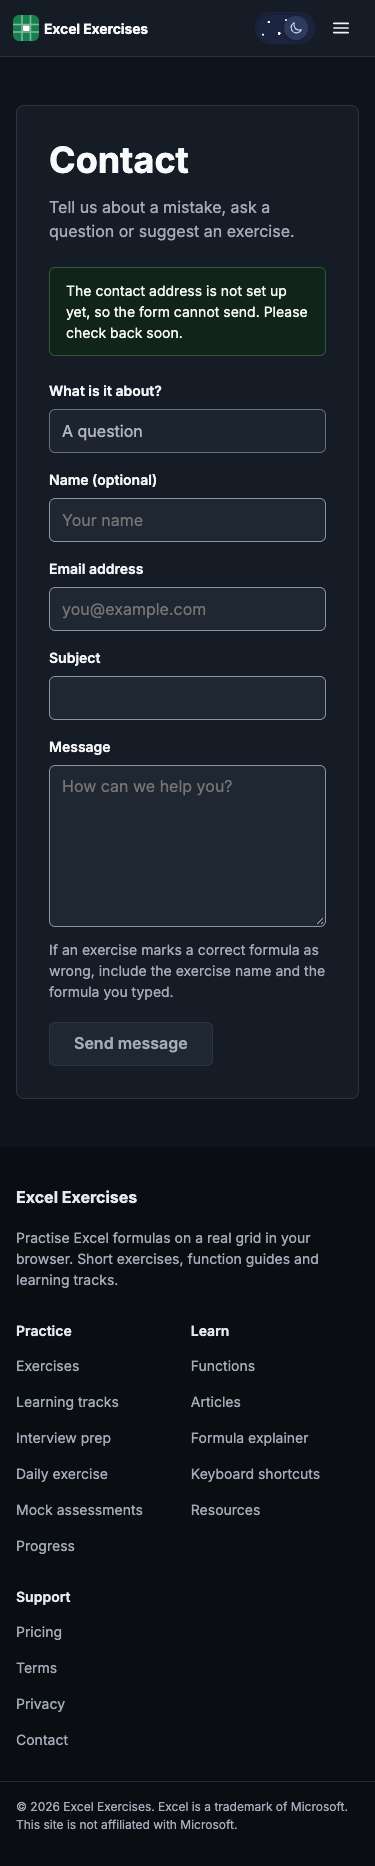 Excel Exercises
Contact
Tell us about a mistake, ask a
question or suggest an exercise.
The contact address is not set up
yet, so the form cannot send. Please
check back soon.
What is it about?
A question
Name (optional)
Your name
Email address
you@example.com
Subject
Message
How can we help you?
If an exercise marks a correct formula as
wrong, include the exercise name and the
formula you typed.
Send message
Excel Exercises
Practise Excel formulas on a real grid in your
browser. Short exercises, function guides and
learning tracks.
Practice
Exercises
Learning tracks
Interview prep
Daily exercise
Mock assessments
Progress
Learn
Functions
Articles
Formula explainer
Keyboard shortcuts
Resources
Support
Pricing
Terms
Privacy
Contact
© 2026 Excel Exercises. Excel is a trademark of Microsoft.
This site is not affiliated with Microsoft.